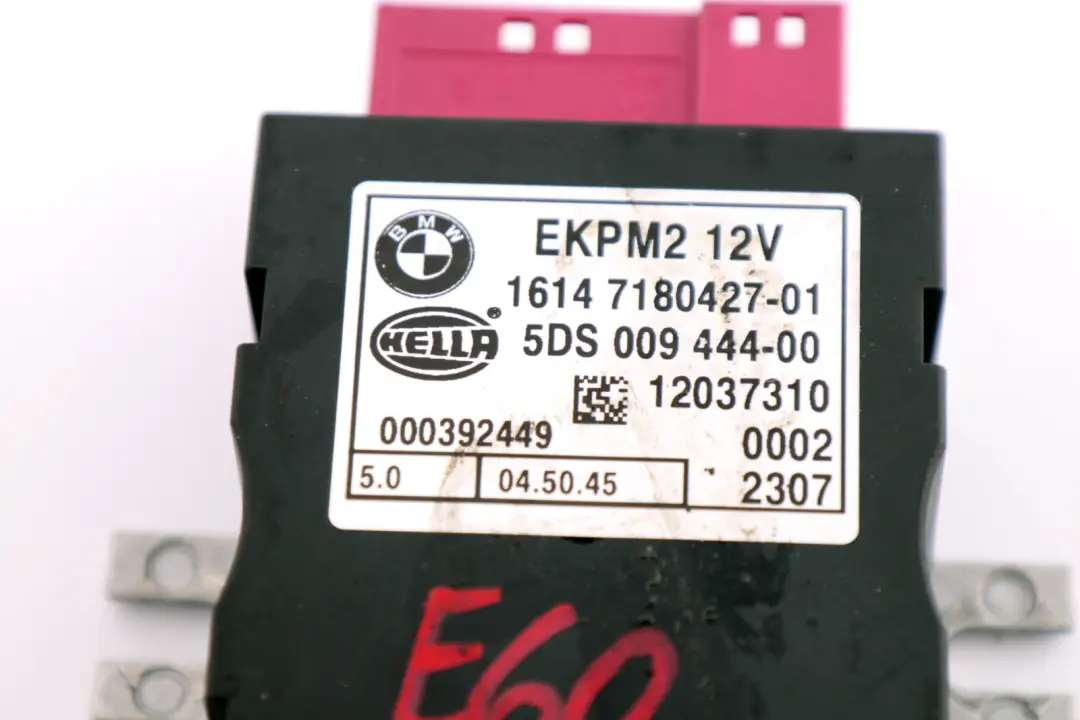 BMW
EKPM2 12V
1614 7180427-01
HELLA®
5DS 009 444-00
12037310
000392449
0002
5.0
04.50.45
2307
E60